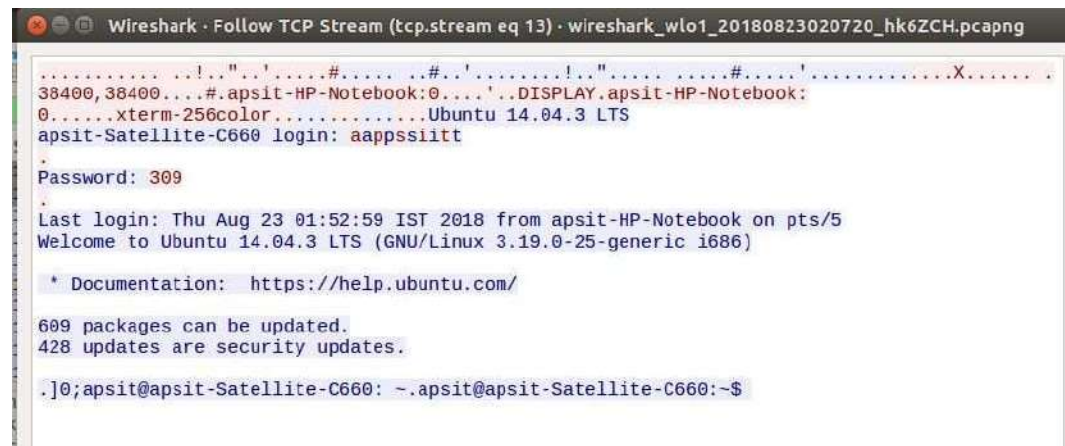 Wireshark · Follow TCP Stream (tcp.stream eq 13) · wireshark_wlo1_20180823020720_hk6ZCH.pcapng
........... ..!.."..'.....#..... ..#..'........!.."..... .....#.....'.............X...... .
38400,38400....#.apsit-HP-Notebook:0....'..DISPLAY.apsit-HP-Notebook:
0......xterm-256color..............Ubuntu 14.04.3 LTS
apsit-Satellite-C660 login: aappssiitt
.
Password: 309
.
Last login: Thu Aug 23 01:52:59 IST 2018 from apsit-HP-Notebook on pts/5
Welcome to Ubuntu 14.04.3 LTS (GNU/Linux 3.19.0-25-generic i686)
* Documentation:  https://help.ubuntu.com/
609 packages can be updated.
428 updates are security updates.
.]0;apsit@apsit-Satellite-C660: ~.apsit@apsit-Satellite-C660:~$